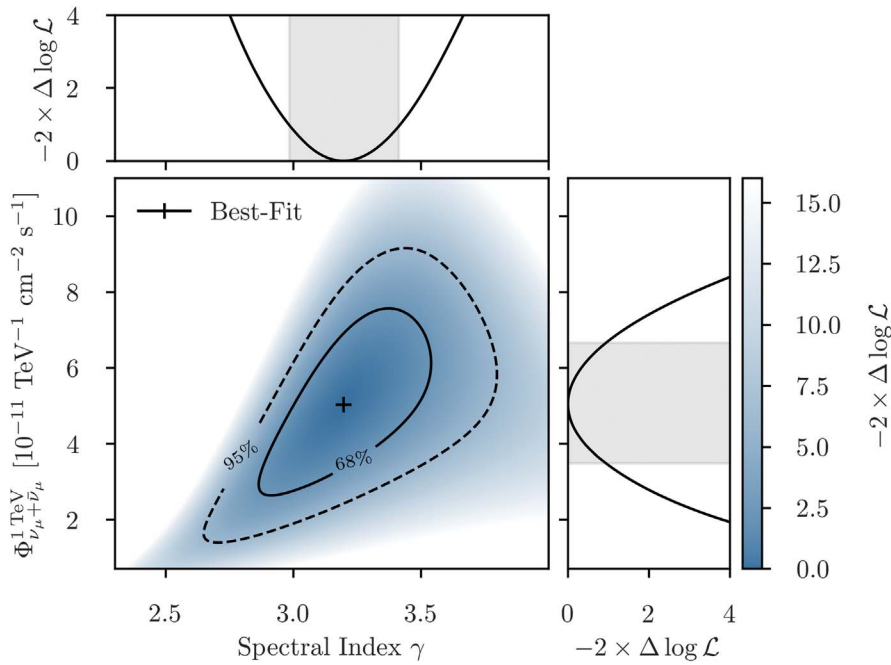 −2 × Δ log ℒ
4
2
0
Best-Fit
95%
68%
10
8
6
4
2
Φ^{1 TeV}_{ν_μ+ν̄_μ} [10^{−11} TeV^{−1} cm^{−2} s^{−1}]
2.5 3.0 3.5
Spectral Index γ
0 2 4
−2 × Δ log ℒ
15.0
12.5
10.0
7.5
5.0
2.5
0.0
−2 × Δ log ℒ